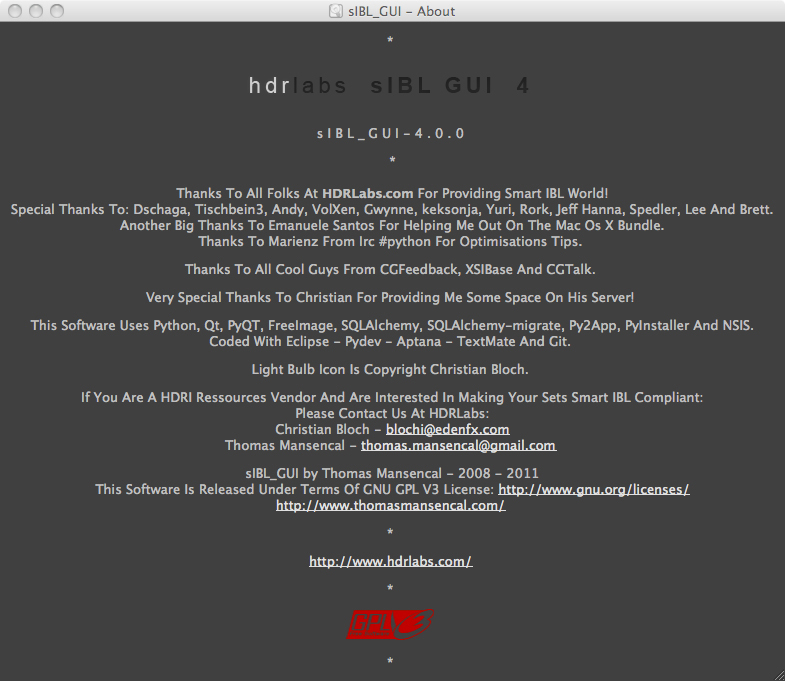 sIBL_GUI - About
*
hdrlabs sIBL GUI 4
sIBL_GUI-4.0.0
*
Thanks To All Folks At HDRLabs.com For Providing Smart IBL World!
Special Thanks To: Dschaga, Tischbein3, Andy, VolXen, Gwynne, keksonja, Yuri, Rork, Jeff Hanna, Spedler, Lee And Brett.
Another Big Thanks To Emanuele Santos For Helping Me Out On The Mac Os X Bundle.
Thanks To Marienz From Irc #python For Optimisations Tips.
Thanks To All Cool Guys From CGFeedback, XSIBase And CGTalk.
Very Special Thanks To Christian For Providing Me Some Space On His Server!
This Software Uses Python, Qt, PyQT, FreeImage, SQLAlchemy, SQLAlchemy-migrate, Py2App, PyInstaller And NSIS.
Coded With Eclipse - Pydev - Aptana - TextMate And Git.
Light Bulb Icon Is Copyright Christian Bloch.
If You Are A HDRI Ressources Vendor And Are Interested In Making Your Sets Smart IBL Compliant:
Please Contact Us At HDRLabs:
Christian Bloch - blochi@edenfx.com
Thomas Mansencal - thomas.mansencal@gmail.com
sIBL_GUI by Thomas Mansencal - 2008 - 2011
This Software Is Released Under Terms Of GNU GPL V3 License: http://www.gnu.org/licenses/
http://www.thomasmansencal.com/
*
http://www.hdrlabs.com/
*
GPLv3
*